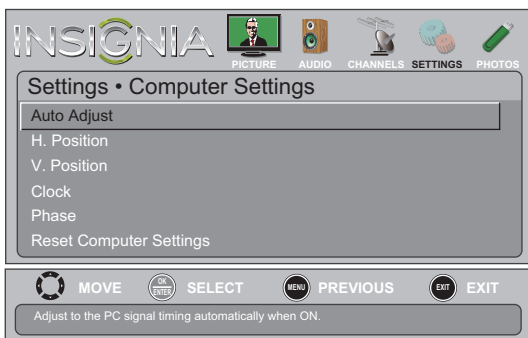 INSIGNIA
PICTURE AUDIO CHANNELS SETTINGS PHOTOS
Settings • Computer Settings
Auto Adjust
H. Position
V. Position
Clock
Phase
Reset Computer Settings
MOVE OK ENTER SELECT MENU PREVIOUS EXIT EXIT
Adjust to the PC signal timing automatically when ON.